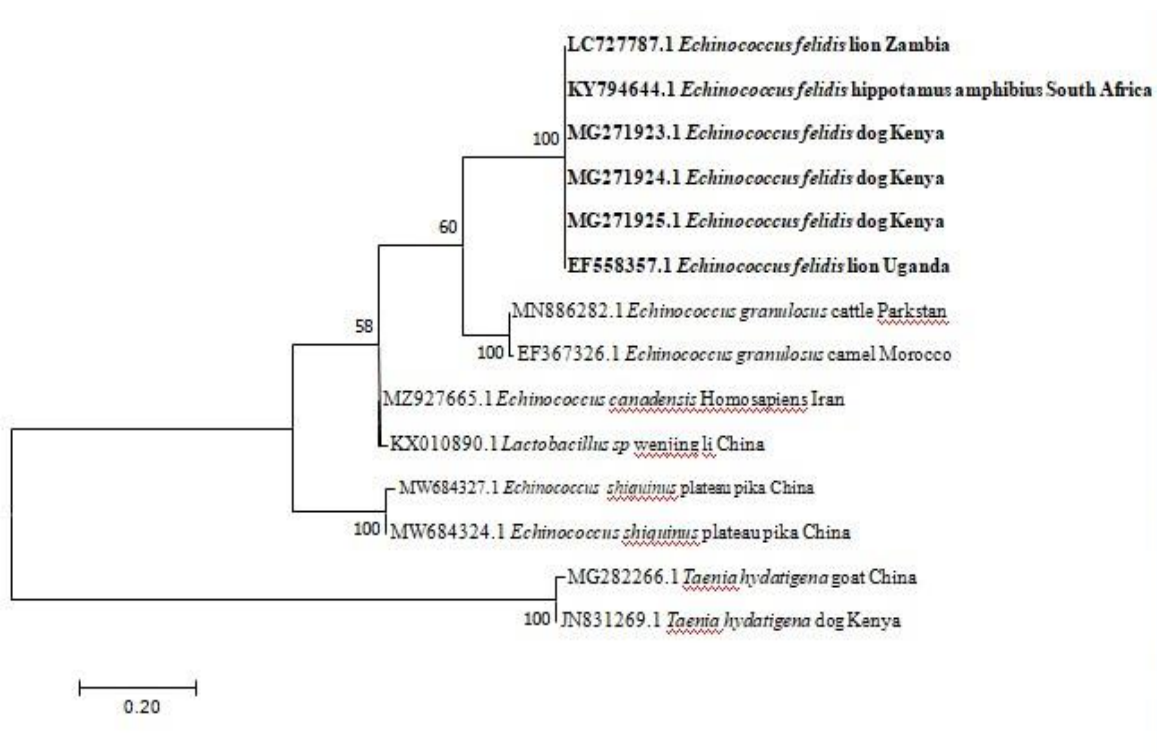 LC727787.1 Echinococcus felidis lion Zambia
KY794644.1 Echinococcus felidis hippotamus amphibius South Africa
100
MG271923.1 Echinococcus felidis dog Kenya
MG271924.1 Echinococcus felidis dog Kenya
MG271925.1 Echinococcus felidis dog Kenya
60
EF558357.1 Echinococcus felidis lion Uganda
MN886282.1 Echinococcus granulosus cattle Parkstan
58
100
EF367326.1 Echinococcus granulosus camel Morocco
MZ927665.1 Echinococcus canadensis Homosapiens Iran
KX010890.1 Lactobacillus sp wenjing li China
MW684327.1 Echinococcus shiquinus plateau pika China
100
MW684324.1 Echinococcus shiquinus plateau pika China
MG282266.1 Taenia hydatigena goat China
100
JN831269.1 Taenia hydatigena dog Kenya
0.20